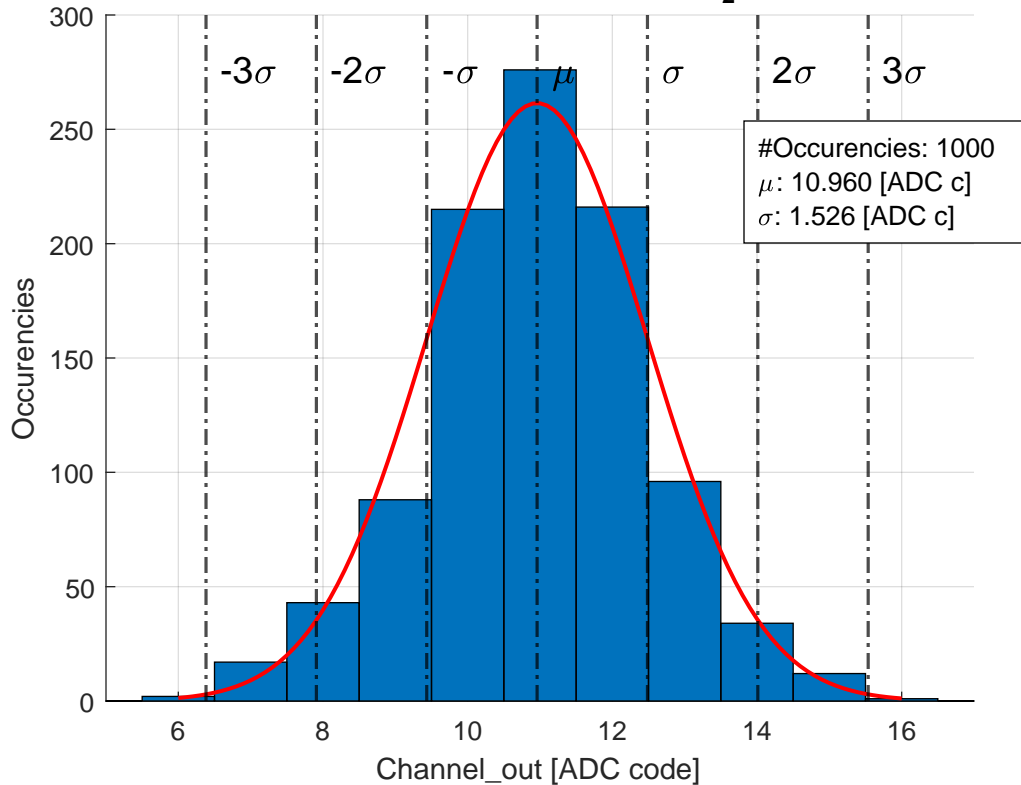 300
-3σ -2σ -σ μ σ 2σ 3σ
250
#Occurencies: 1000
μ: 10.960 [ADC c]
σ: 1.526 [ADC c]
200
150
100
50
0
Occurencies
6 8 10 12 14 16
Channel_out [ADC code]